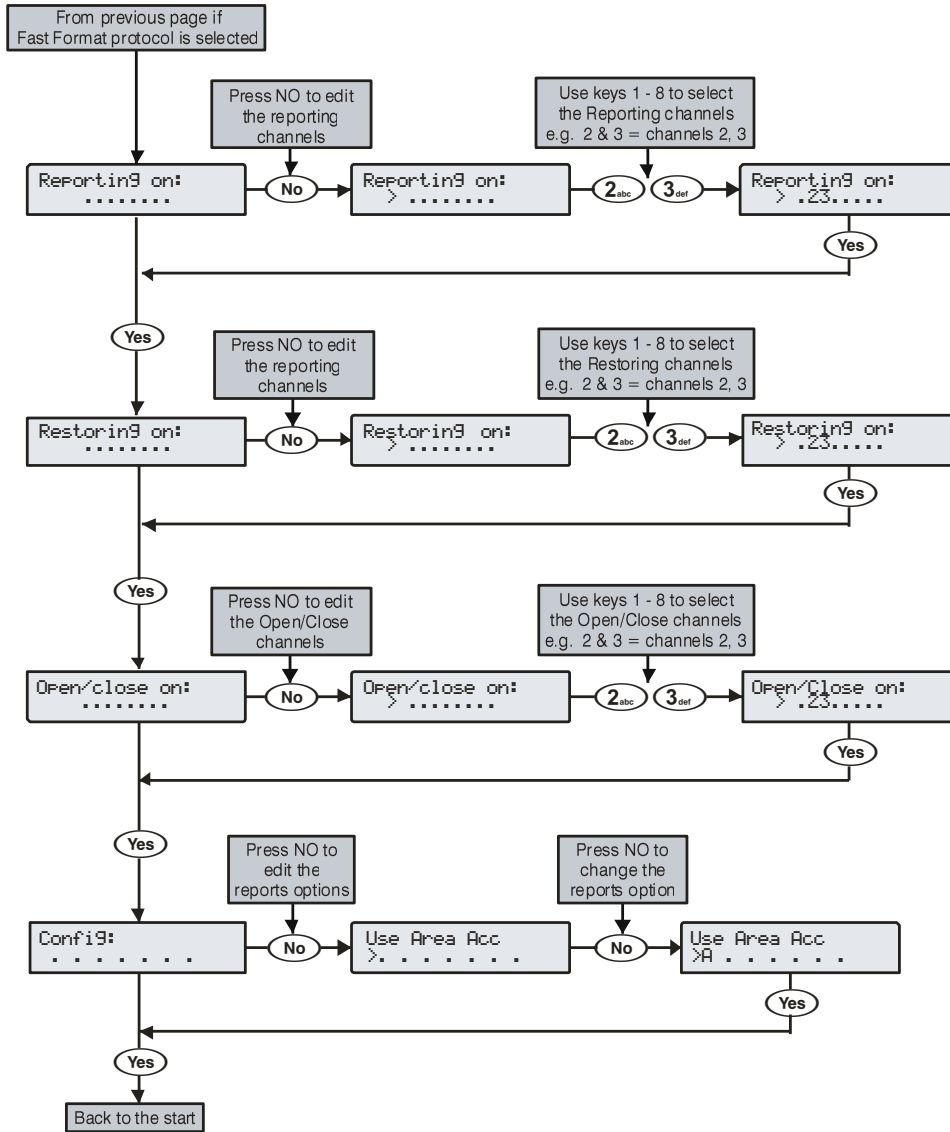 From previous page if
Fast Format protocol is selected
Press NO to edit
the reporting
channels
Use keys 1 - 8 to select
the Reporting channels
e.g. 2 & 3 = channels 2, 3
Reporting on:
........
No
Reporting on:
> ........
2abc
3def
Reporting on:
> .23.....
Yes
Yes
Press NO to edit
the reporting
channels
Use keys 1 - 8 to select
the Restoring channels
e.g. 2 & 3 = channels 2, 3
Restoring on:
........
No
Restoring on:
> ........
2abc
3def
Restoring on:
> .23.....
Yes
Yes
Press NO to edit
the Open/Close
channels
Use keys 1 - 8 to select
the Open/Close channels
e.g. 2 & 3 = channels 2, 3
Open/close on:
........
No
Open/close on:
> ........
2abc
3def
Open/Close on:
> .23.....
Yes
Yes
Press NO to
edit the
reports options
Press NO to
change the
reports option
Config:
. . . . . . .
No
Use Area Acc
>. . . . . . .
No
Use Area Acc
>A . . . . . .
Yes
Yes
Back to the start